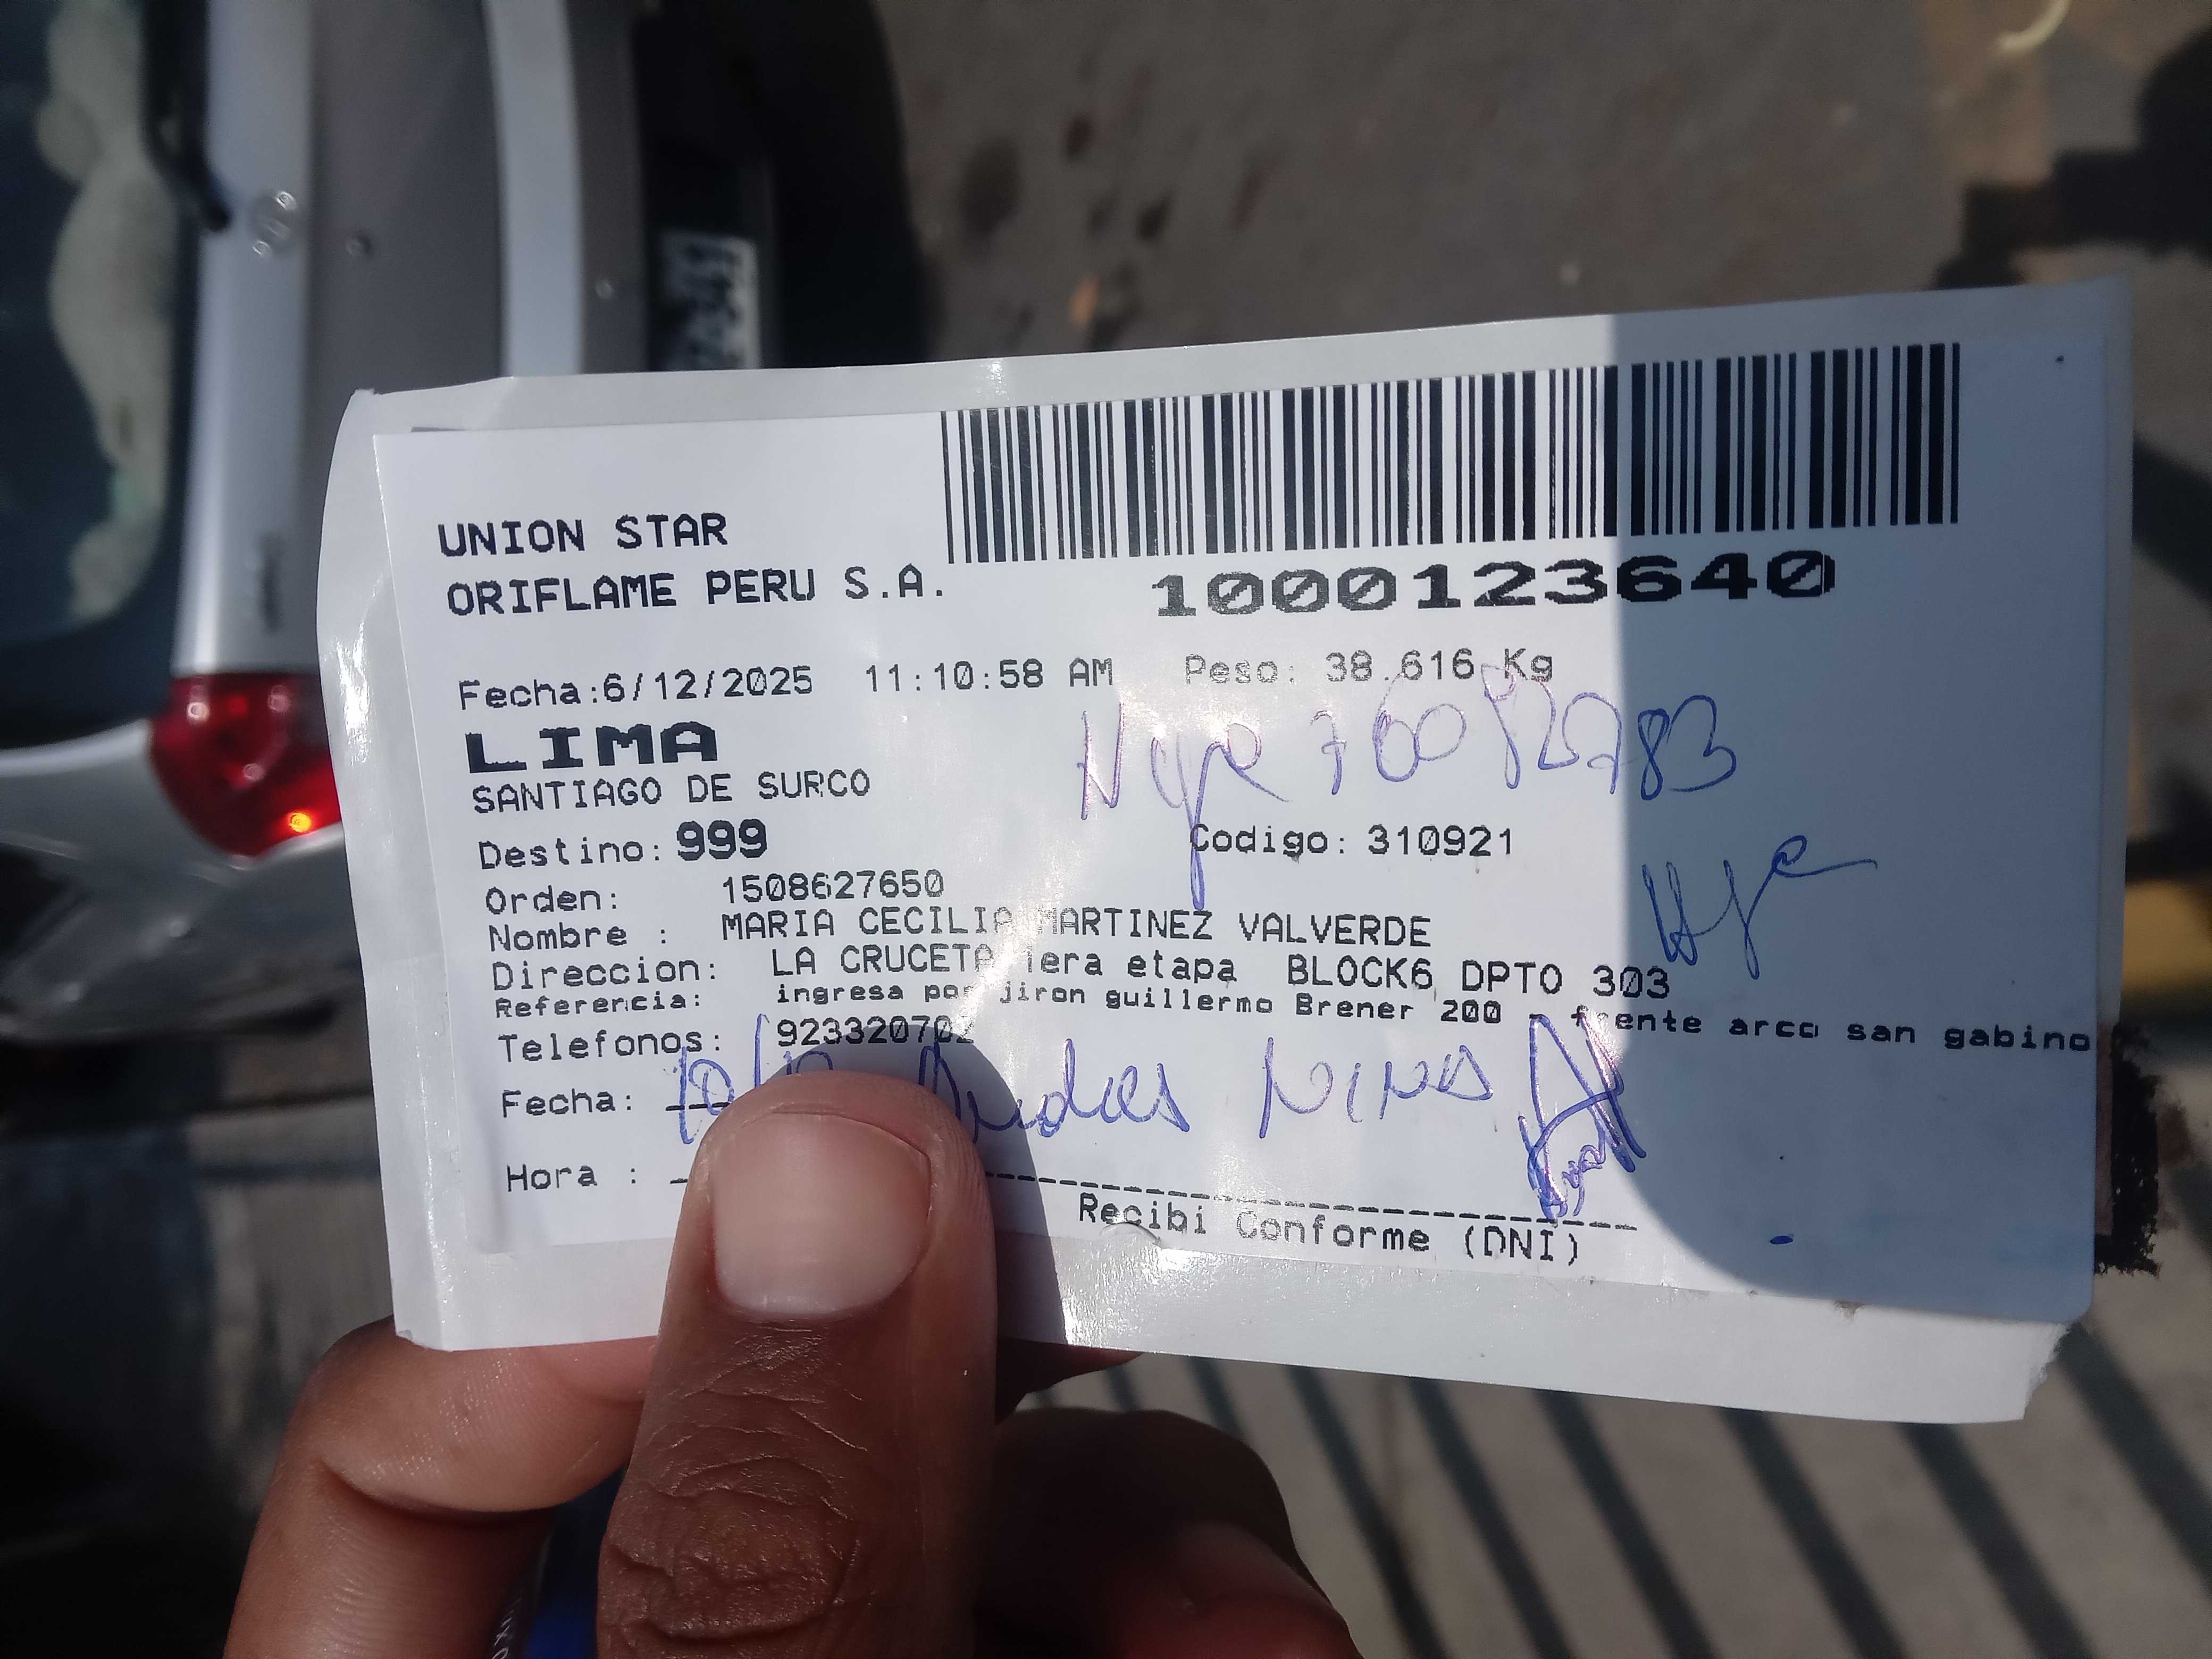 UNION STAR
ORIFLAME PERU S.A.
1000123640
Fecha:6/12/2025 11:10:58 AM Peso: 38.616 Kg
LIMA
76082783
SANTIAGO DE SURCO
Destino: 999 Codigo: 310921
Orden: 1508627650
Nombre : MARIA CECILIA MARTINEZ VALVERDE
Direccion: LA CRUCETA 1era etapa BLOCK6 DPTO 303
Referencia: ingresa por jiron guillermo Brener 200 - frente arco san gabino
Telefonos: 923320702
Fecha:
Hora :
Recibi Conforme (DNI)